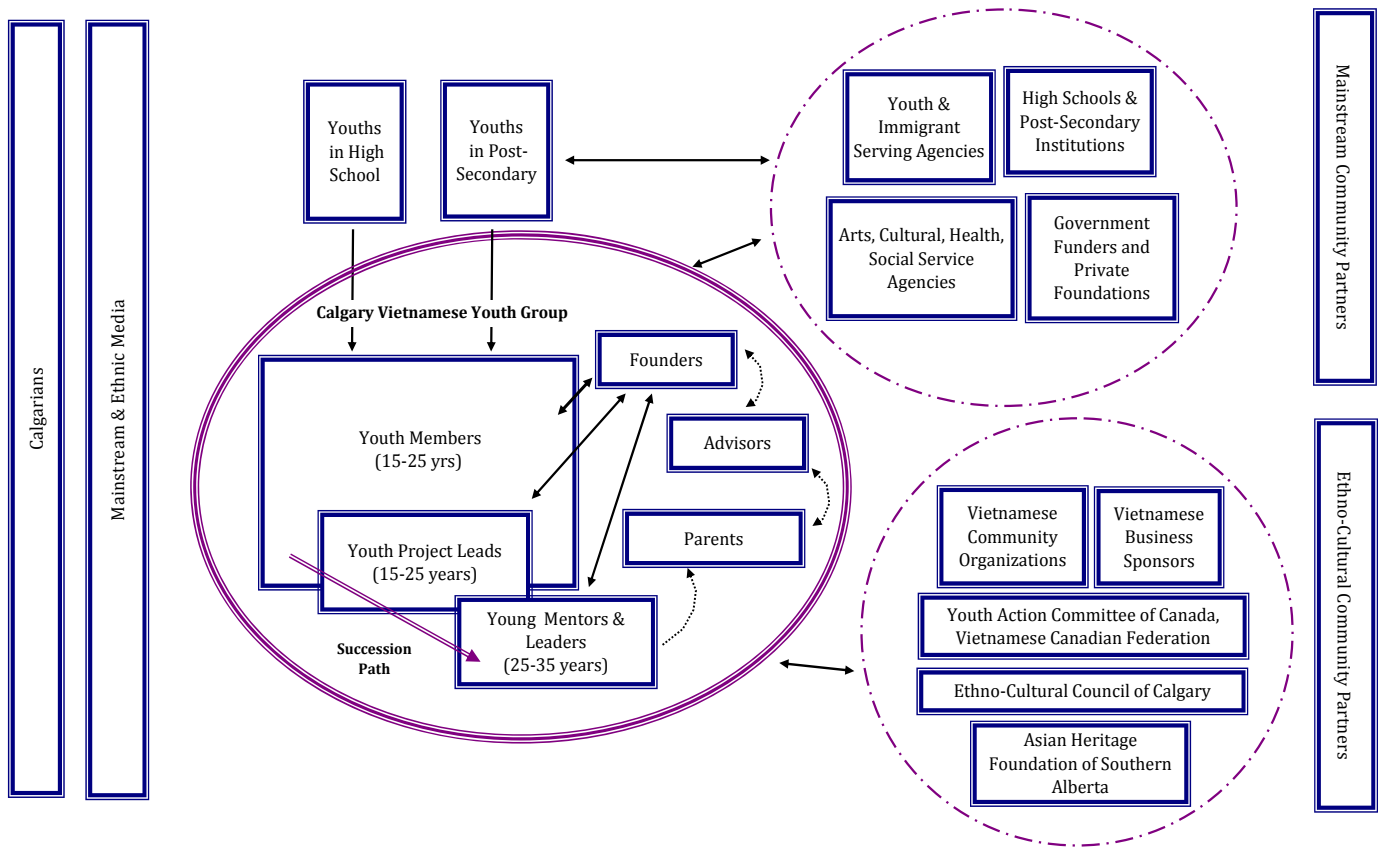 Calgarians
Mainstream & Ethnic Media
Youths
in High
School
Youths
in Post-
Secondary
Calgary Vietnamese Youth Group
Youth Members
(15-25 yrs)
Youth Project Leads
(15-25 years)
Young Mentors &
Leaders
(25-35 years)
Succession
Path
Founders
Advisors
Parents
Youth &
Immigrant
Serving Agencies
High Schools &
Post-Secondary
Institutions
Arts, Cultural, Health,
Social Service
Agencies
Government
Funders and
Private
Foundations
Mainstream Community Partners
Vietnamese
Community
Organizations
Vietnamese
Business
Sponsors
Youth Action Committee of Canada,
Vietnamese Canadian Federation
Ethno-Cultural Council of Calgary
Asian Heritage
Foundation of Southern
Alberta
Ethno-Cultural Community Partners